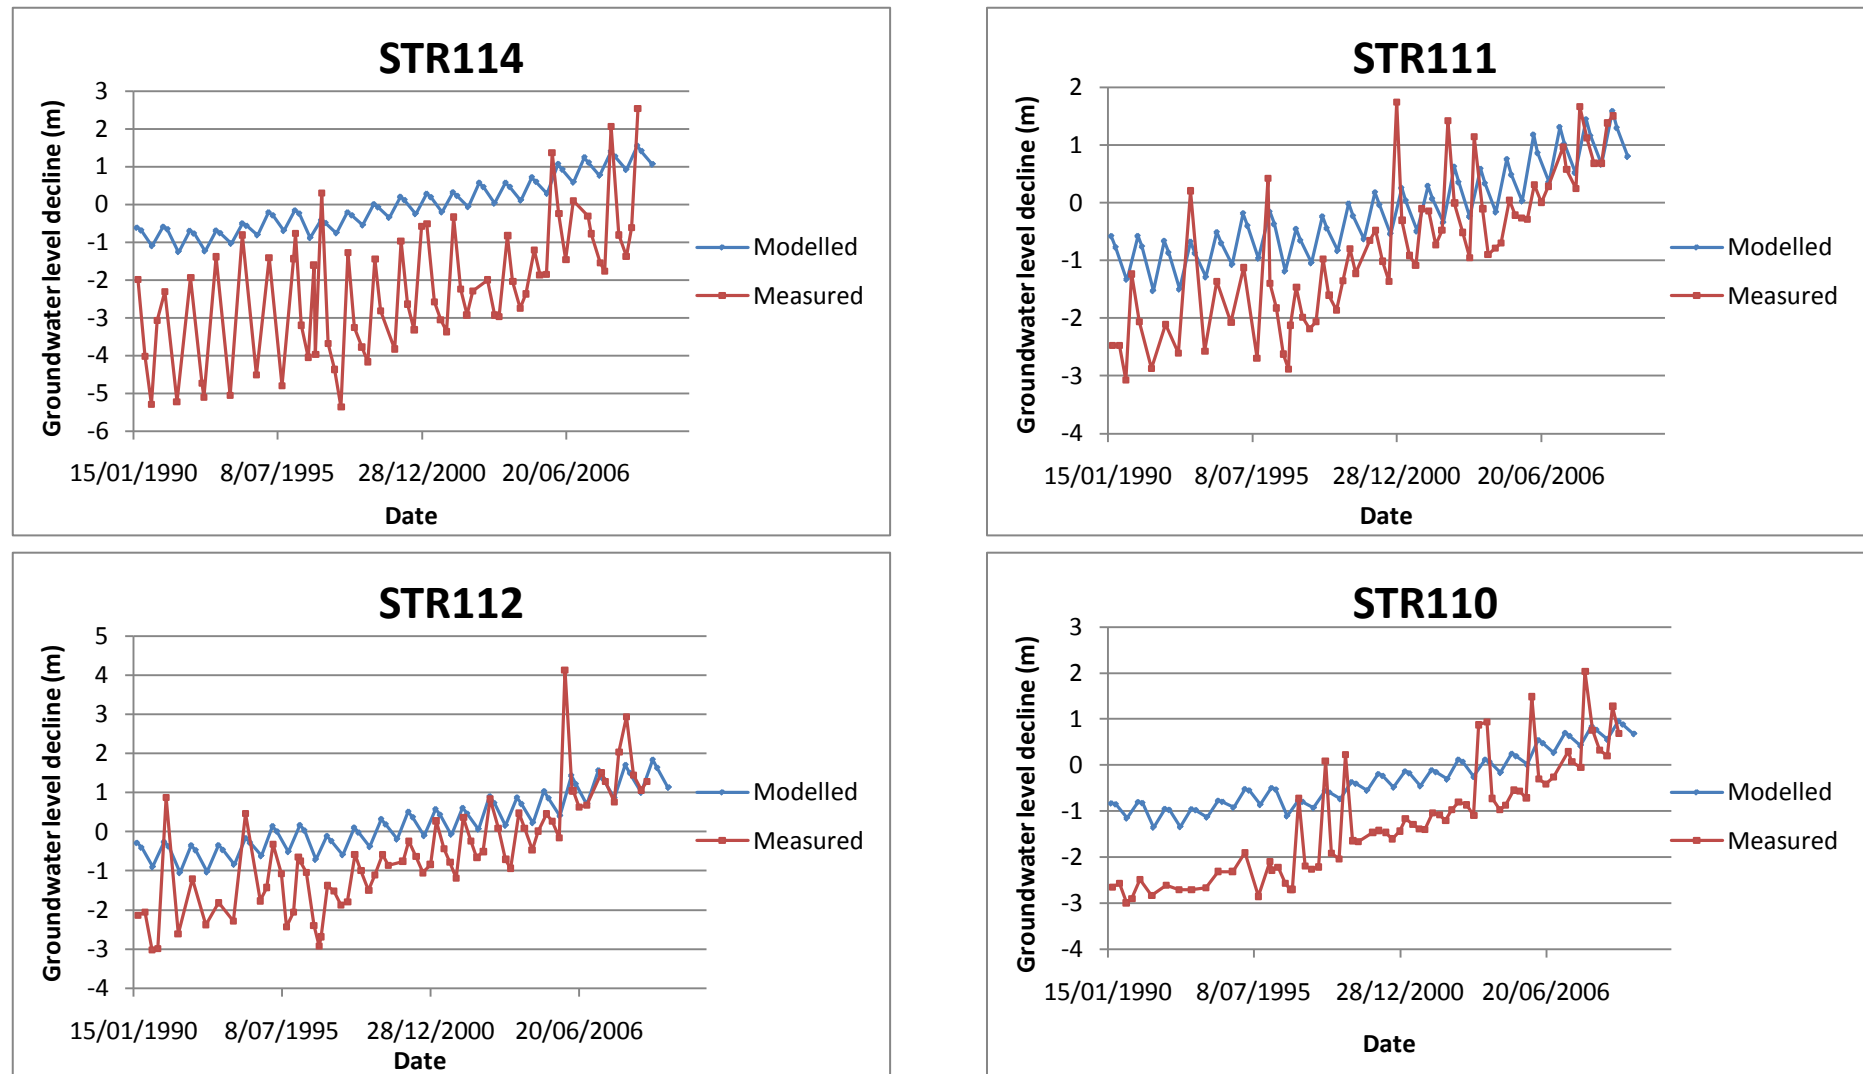 STR114
Groundwater level decline (m)
3
2
1
0
-1
-2
-3
-4
-5
-6
15/01/1990 8/07/1995 28/12/2000 20/06/2006
Date
Modelled
Measured
STR111
Groundwater level decline (m)
2
1
0
-1
-2
-3
-4
15/01/1990 8/07/1995 28/12/2000 20/06/2006
Date
Modelled
Measured
STR112
Groundwater level decline (m)
5
4
3
2
1
0
-1
-2
-3
-4
15/01/1990 8/07/1995 28/12/2000 20/06/2006
Date
Modelled
Measured
STR110
Groundwater level decline (m)
3
2
1
0
-1
-2
-3
-4
15/01/1990 8/07/1995 28/12/2000 20/06/2006
Date
Modelled
Measured